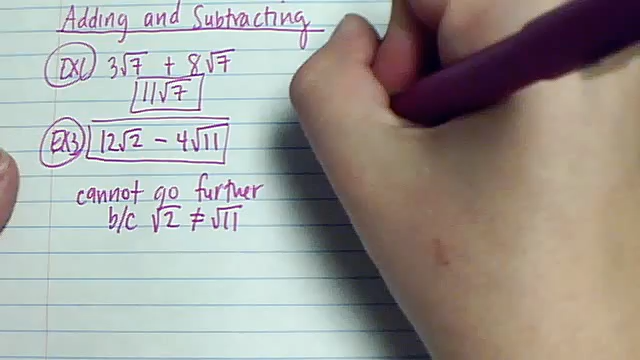 Adding and Subtracting
EX1 3√7 + 8√7
11√7
EX3 12√2 - 4√11
cannot go further
b/c √2 ≠ √11